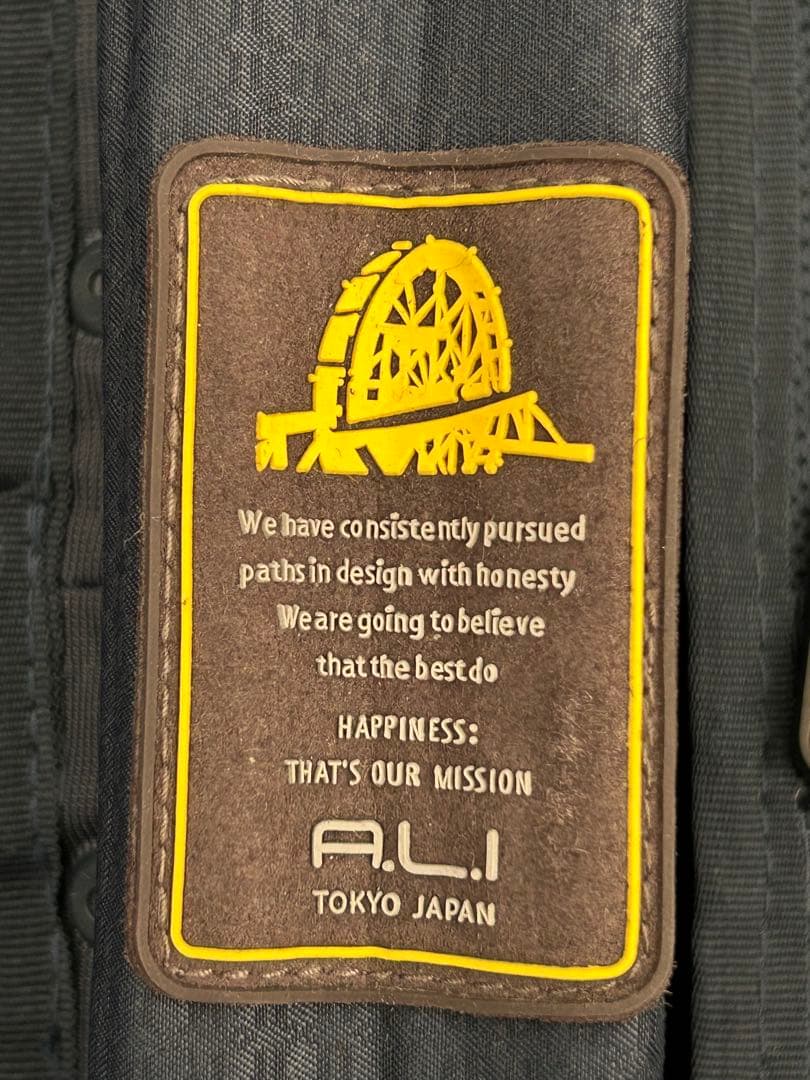 We have consistently pursued
paths in design with honesty
We are going to believe
that the best do
HAPPINESS:
THAT'S OUR MISSION
A.L.I
TOKYO JAPAN